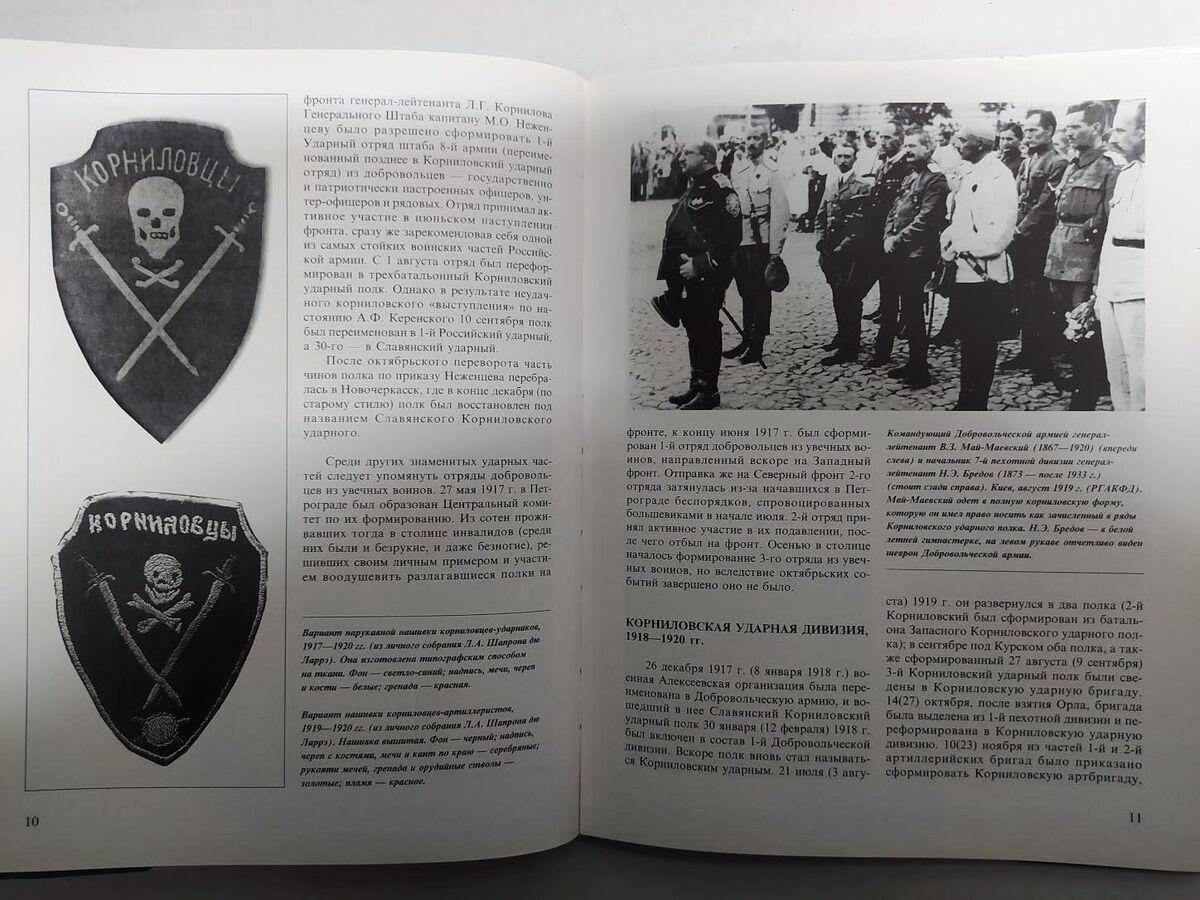 КОРНИЛОВЦЫ
КОРНИЛОВЦЫ
фронта генерал-лейтенанта Л.Г. Корнилова
Генерального Штаба капитану М.О. Нежен-
цеву было разрешено сформировать 1-й
Ударный отряд штаба 8-й армии (переиме-
нованный позднее в Корниловский ударный
отряд) из добровольцев — государственно
и патриотически настроенных офицеров, ун-
тер-офицеров и рядовых. Отряд принимал ак-
тивное участие в июньском наступлении
фронта, сразу же зарекомендовав себя одной
из самых стойких воинских частей Россий-
ской армии. С 1 августа отряд был перефор-
мирован в трехбатальонный Корниловский
ударный полк. Однако в результате неудач-
ного корниловского «выступления» по на-
стоянию А.Ф. Керенского 10 сентября полк
был переименован в 1-й Российский ударный,
а 30-го — в Славянский ударный.
После октябрьского переворота часть
чинов полка по приказу Неженцева перебра-
лась в Новочеркасск, где в конце декабря (по
старому стилю) полк был восстановлен под
названием Славянского Корниловского
ударного.
Среди других знаменитых ударных час-
тей следует упомянуть отряды доброволь-
цев из увечных воинов. 27 мая 1917 г. в Пет-
рограде был образован Центральный коми-
тет по их формированию. Из сотен прожи-
вавших тогда в столице инвалидов (среди
них были и безрукие, и даже безногие), ре-
шивших своим личным примером и участи-
ем воодушевить разлагавшиеся полки на
Вариант нарукавной нашивки корниловцев-ударников,
1917—1920 гг. (из личного собрания Л.А. Шапрона дю
Ларрэ). Она изготовлена типографским способом
на ткани. Фон — светло-синий; надпись, мечи, череп
и кости — белые; гренада — красная.
Вариант нашивки корниловцев-артиллеристов,
1919—1920 гг. (из личного собрания Л.А. Шапрона дю
Ларрэ). Нашивка вышитая. Фон — черный; надпись,
череп с костями, мечи и кант по краю — серебряные;
рукояти мечей, гренада и орудийные стволы —
золотые; пламя — красное.
10
фронте, к концу июня 1917 г. был сформи-
рован 1-й отряд добровольцев из увечных во-
инов, направленный вскоре на Западный
фронт. Отправка же на Северный фронт 2-го
отряда затянулась из-за начавшихся в Пет-
рограде беспорядков, спровоцированных
большевиками в начале июля. 2-й отряд при-
нял активное участие в их подавлении, по-
сле чего отбыл на фронт. Осенью в столице
началось формирование 3-го отряда из увеч-
ных воинов, но вследствие октябрьских со-
бытий завершено оно не было.
КОРНИЛОВСКАЯ УДАРНАЯ ДИВИЗИЯ,
1918—1920 гг.
26 декабря 1917 г. (8 января 1918 г.) во-
енная Алексеевская организация была пере-
именована в Добровольческую армию, и во-
шедший в нее Славянский Корниловский
ударный полк 30 января (12 февраля) 1918 г.
был включен в состав 1-й Добровольческой
дивизии. Вскоре полк вновь стал называть-
ся Корниловским ударным. 21 июля (3 авгу-
Командующий Добровольческой армией генерал-
лейтенант В.З. Май-Маевский (1867—1920) (впереди
слева) и начальник 7-й пехотной дивизии генерал-
лейтенант Н.Э. Бредов (1873 — после 1933 г.)
(стоит сзади справа). Киев, август 1919 г. (РГАКФД).
Май-Маевский одет в полную корниловскую форму,
которую он имел право носить как зачисленный в ряды
Корниловского ударного полка. Н.Э. Бредов — в белой
летней гимнастерке, на левом рукаве отчетливо виден
шеврон Добровольческой армии.
ста) 1919 г. он развернулся в два полка (2-й
Корниловский был сформирован из баталь-
она Запасного Корниловского ударного пол-
ка); в сентябре под Курском оба полка, а так-
же сформированный 27 августа (9 сентября)
3-й Корниловский ударный полк были све-
дены в Корниловскую ударную бригаду.
14(27) октября, после взятия Орла, бригада
была выделена из 1-й пехотной дивизии и пе-
реформирована в Корниловскую ударную
дивизию. 10(23) ноября из частей 1-й и 2-й
артиллерийских бригад было приказано
сформировать Корниловскую артбригаду,
11